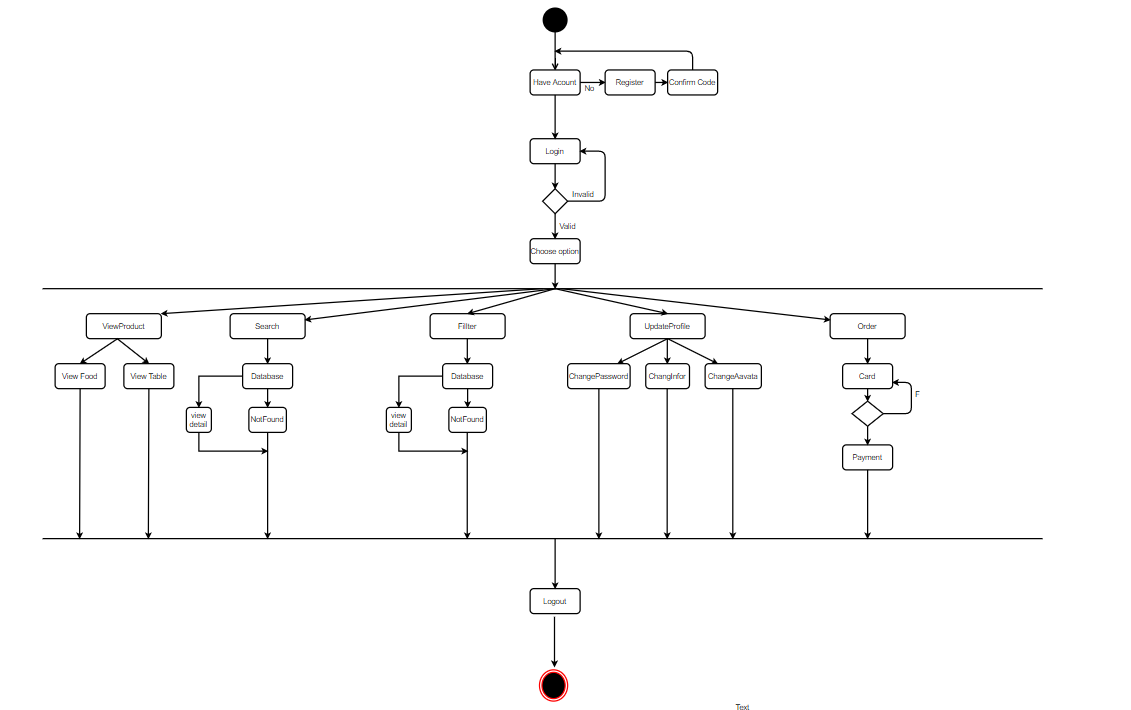 Have Acount
No
Register
Confirm Code
Login
Invalid
Valid
Choose option
ViewProduct
Search
Fillter
UpdateProfile
Order
View Food
View Table
Database
Database
ChangePassword
ChangInfor
ChangeAavata
Card
F
view
detail
NotFound
view
detail
NotFound
Payment
Logout
Text